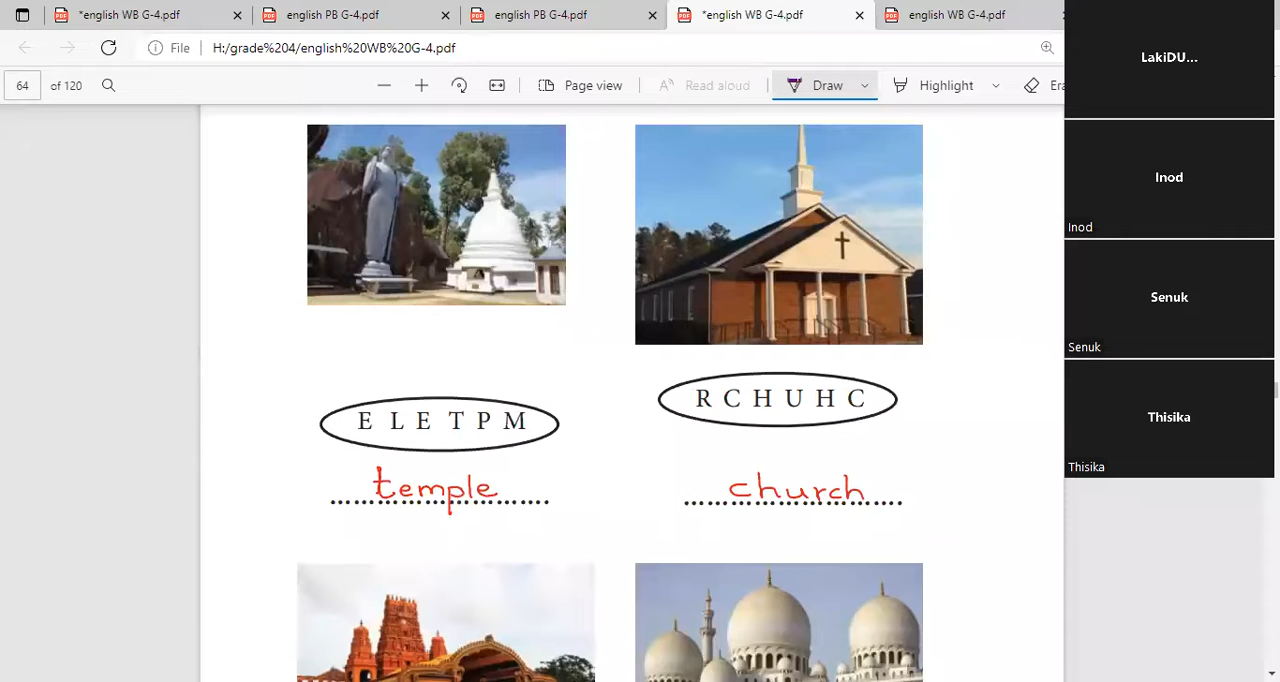 *english WB G-4.pdf
english PB G-4.pdf
english PB G-4.pdf
*english WB G-4.pdf
english WB G-4.pdf
File
H:/grade%204/english%20WB%20G-4.pdf
64 of 120
Page view
Read aloud
Draw
Highlight
Era
E L E T P M
R C H U H C
temple
church
LakiDU...
Inod
Inod
Senuk
Senuk
Thisika
Thisika